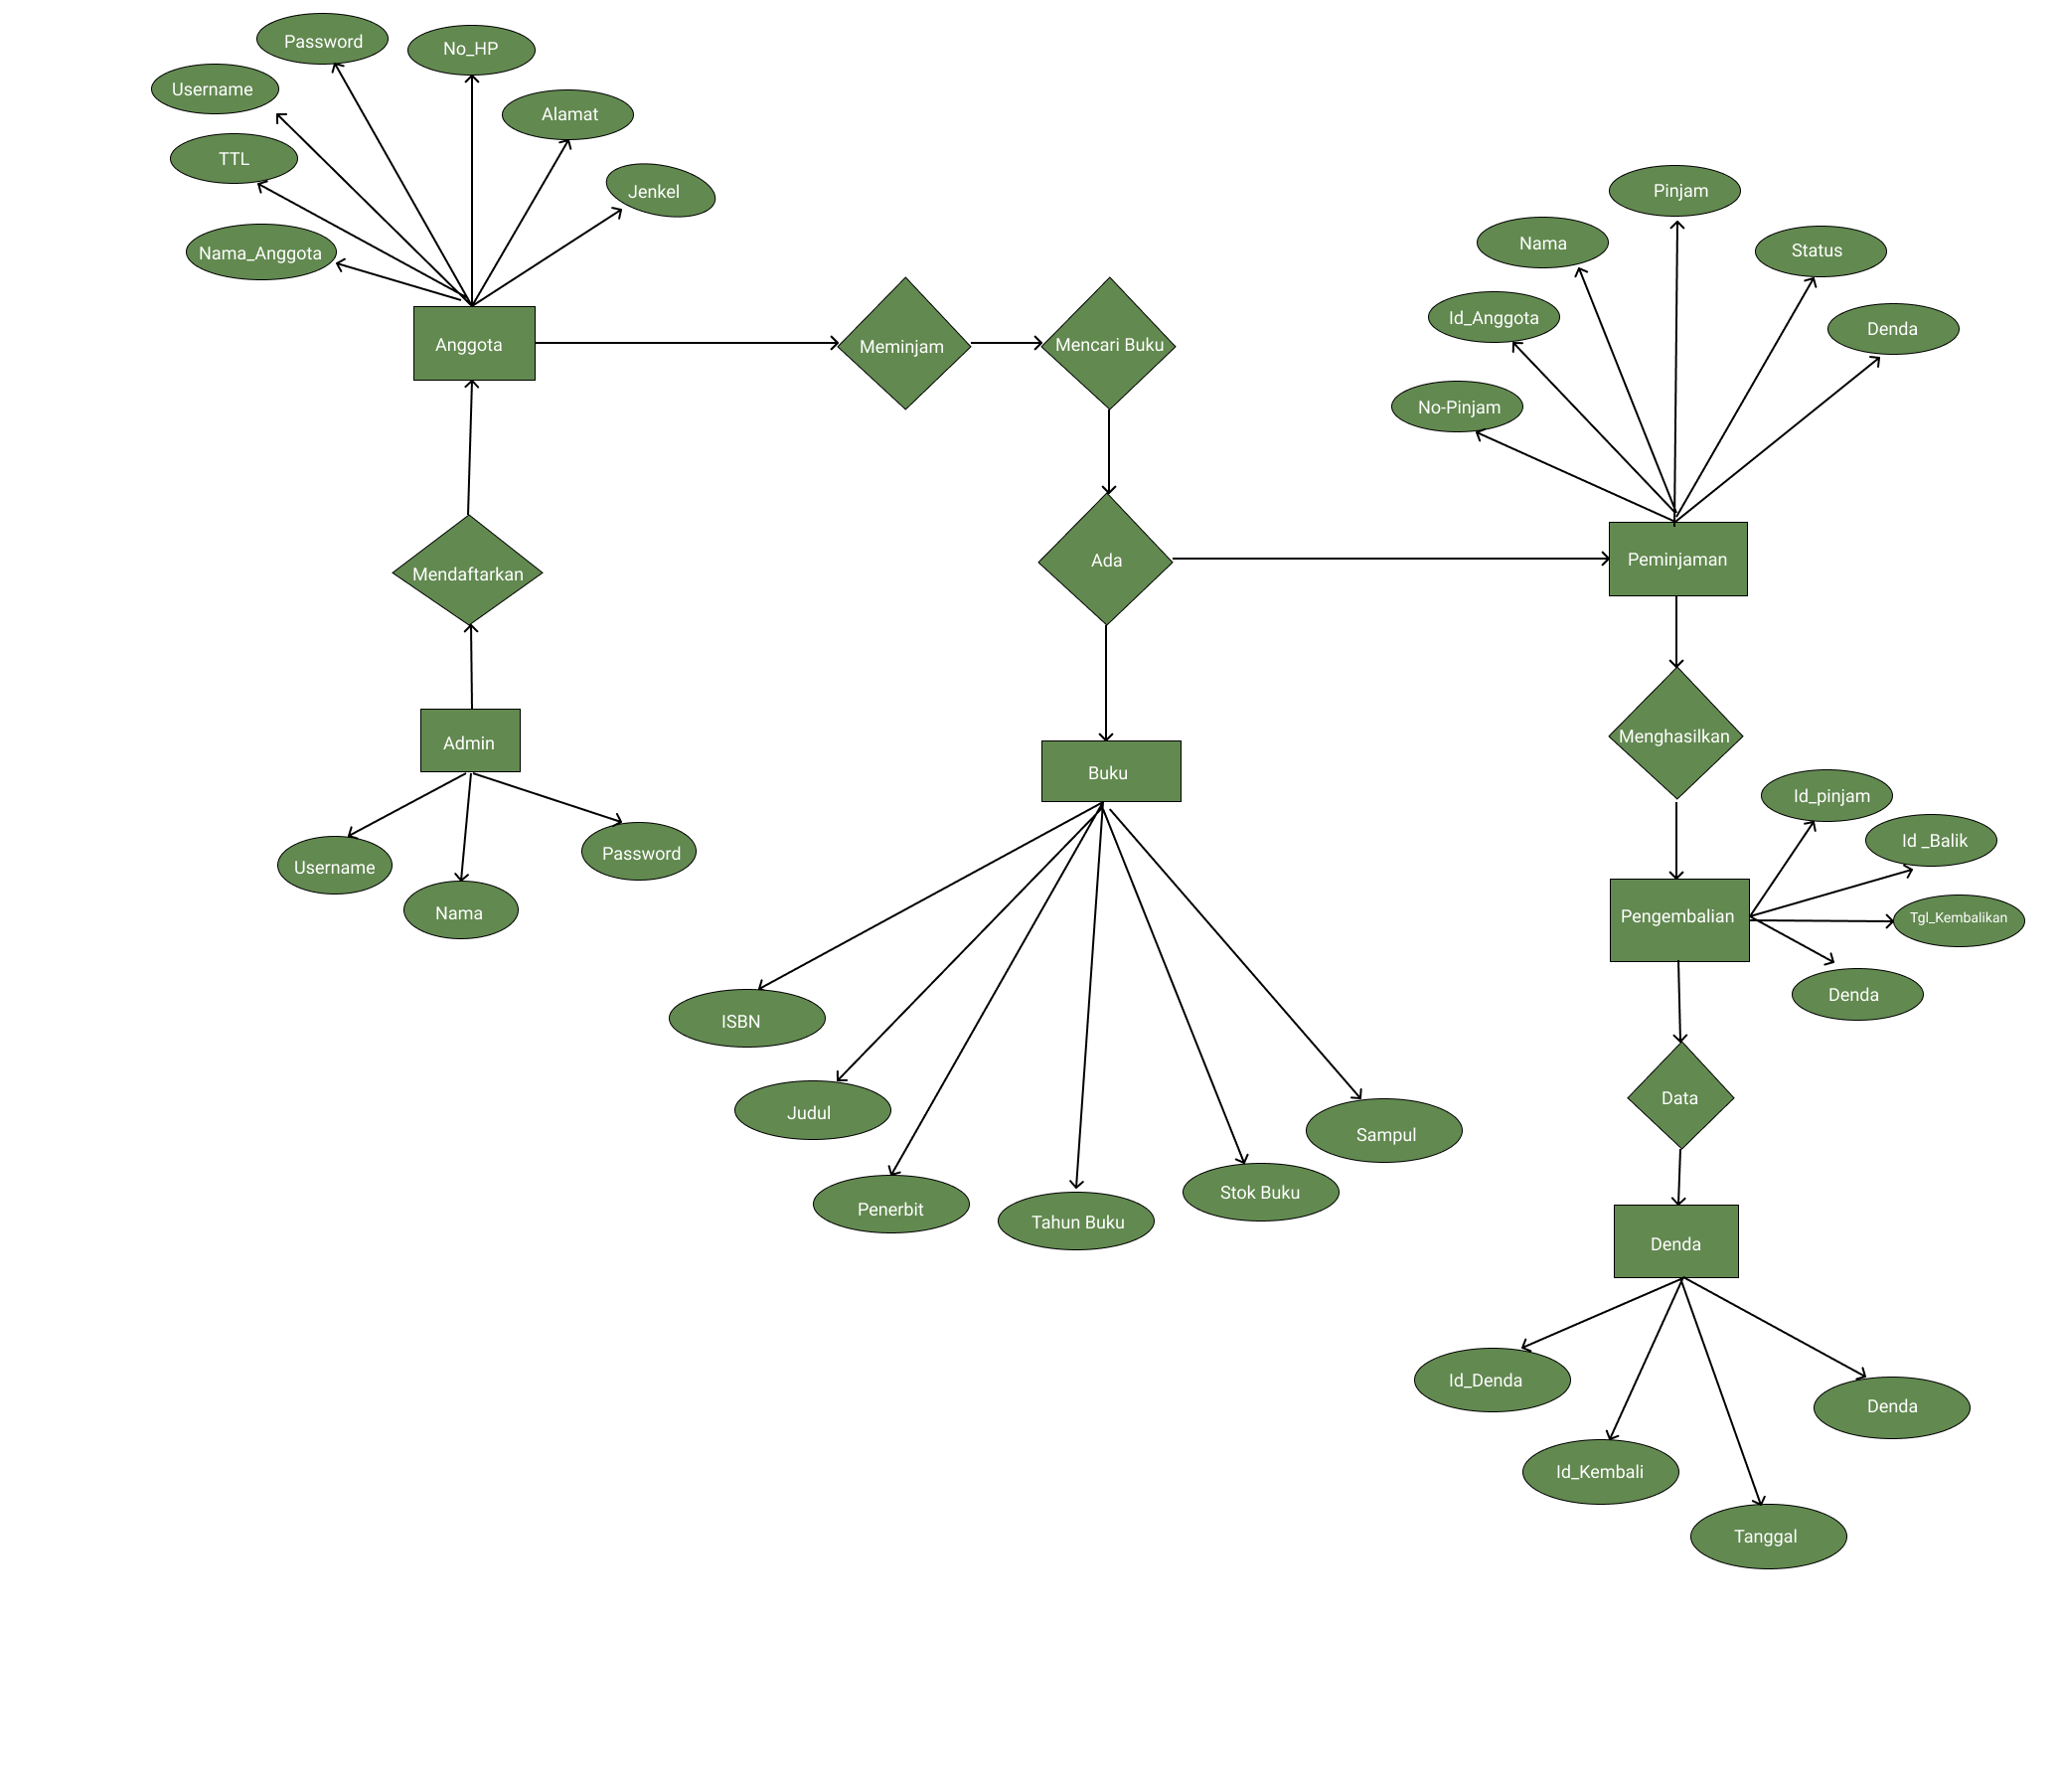 Password
No_HP
Username
Alamat
TTL
Jenkel
Nama_Anggota
Anggota
Meminjam
Mencari Buku
Pinjam
Nama
Status
Id_Anggota
Denda
No-Pinjam
Mendaftarkan
Ada
Peminjaman
Admin
Buku
Menghasilkan
Username
Nama
Password
Id_pinjam
Id _Balik
Pengembalian
Tgl_Kembalikan
Denda
ISBN
Judul
Penerbit
Tahun Buku
Stok Buku
Sampul
Data
Denda
Id_Denda
Denda
Id_Kembali
Tanggal